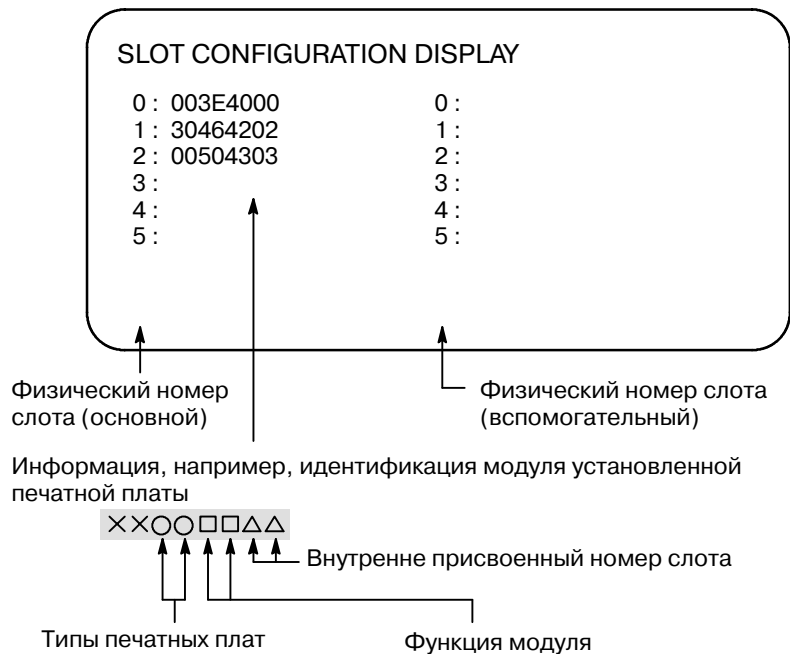 SLOT CONFIGURATION DISPLAY
0 : 003E4000 0 :
1 : 30464202 1 :
2 : 00504303 2 :
3 : 3 :
4 : 4 :
5 : 5 :
Физический номер
слота (основной)
Физический номер слота
(вспомогательный)
Информация, например, идентификация модуля установленной
печатной платы
××○○□□△△
Внутренне присвоенный номер слота
Типы печатных плат
Функция модуля